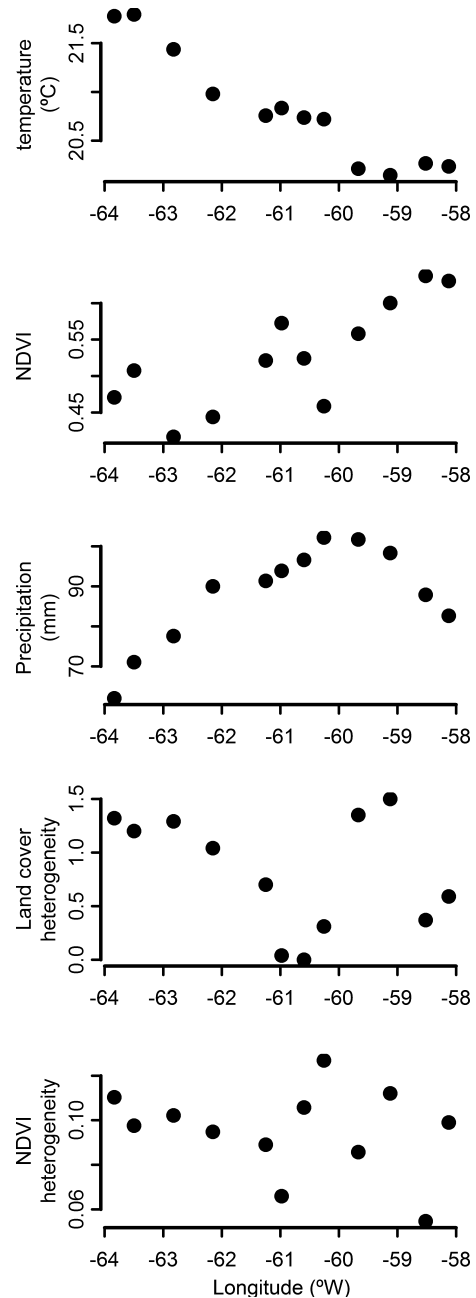 temperature
(ºC)
21.5
20.5
-64 -63 -62 -61 -60 -59 -58
NDVI
0.55
0.45
-64 -63 -62 -61 -60 -59 -58
Precipitation
(mm)
90
70
-64 -63 -62 -61 -60 -59 -58
Land cover
heterogeneity
1.5
1.0
0.5
0.0
-64 -63 -62 -61 -60 -59 -58
NDVI
heterogeneity
0.10
0.06
-64 -63 -62 -61 -60 -59 -58
Longitude (ºW)